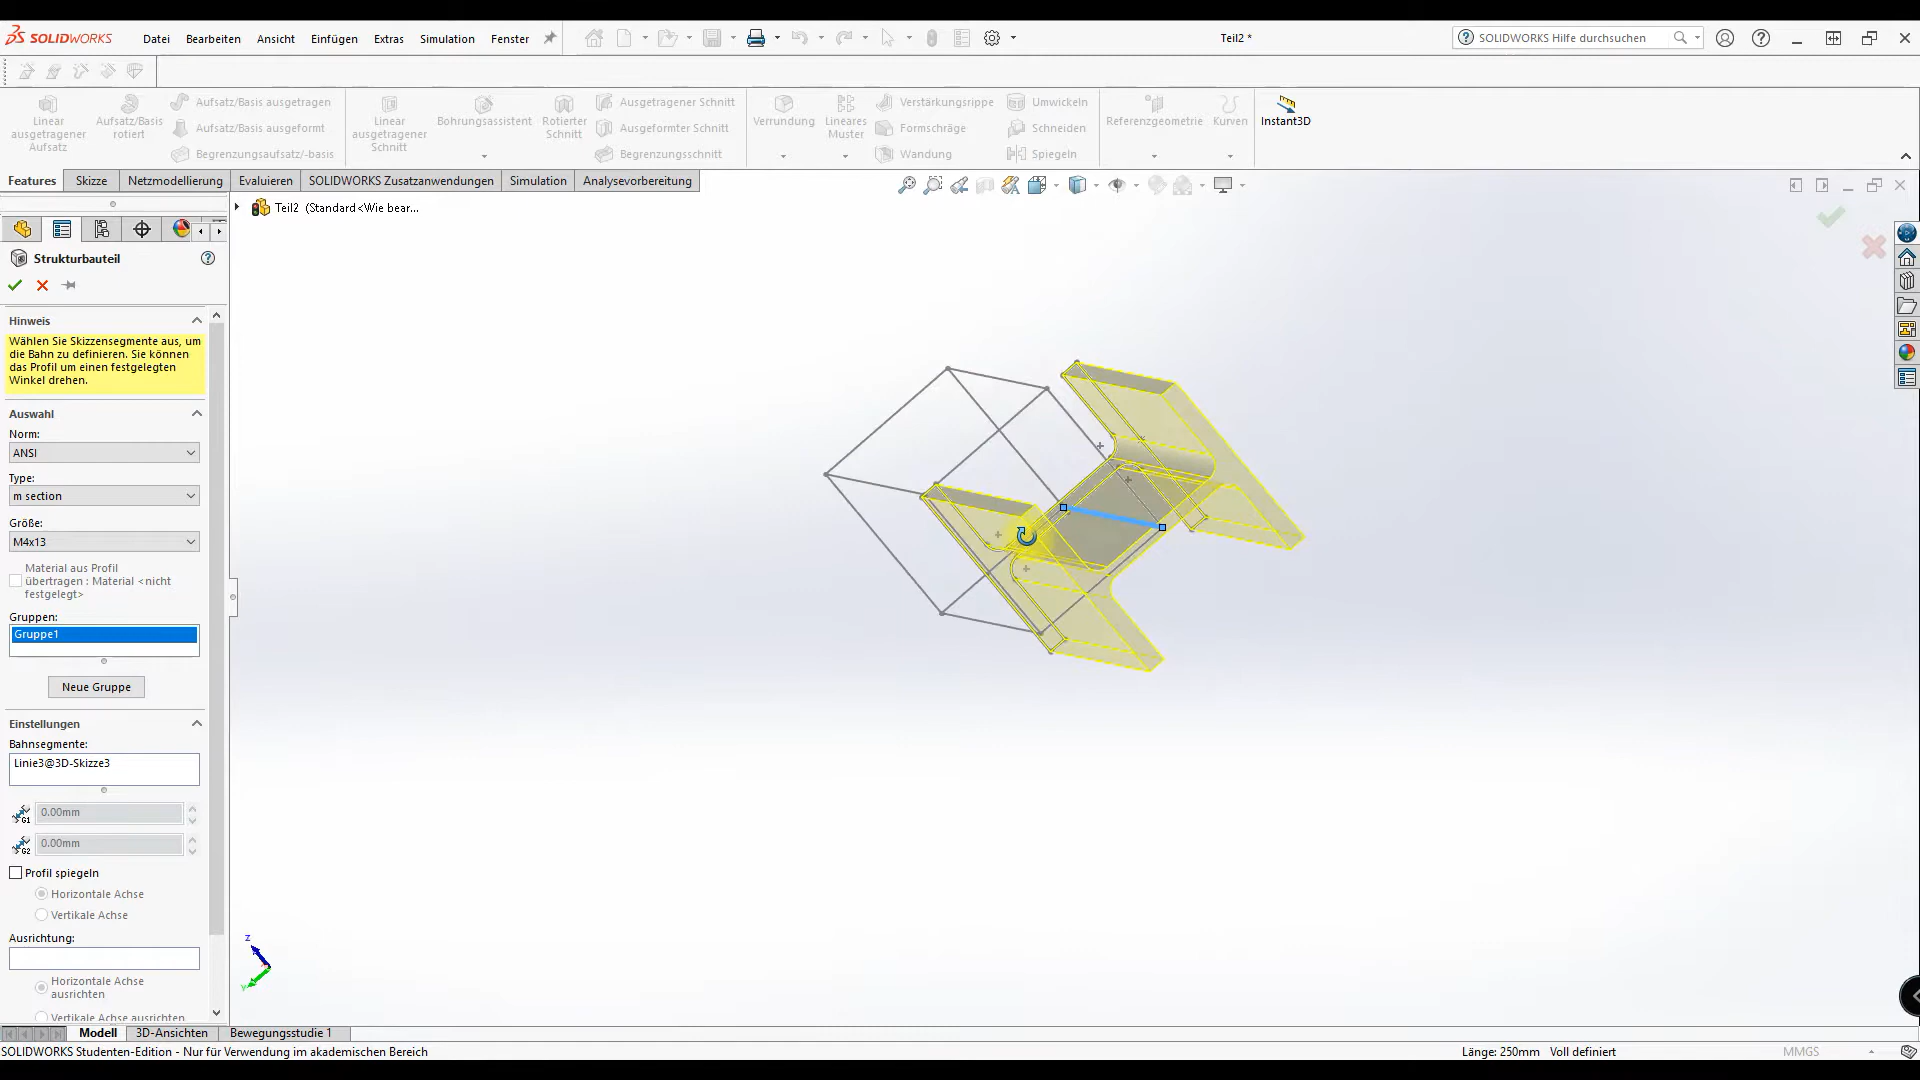 SOLIDWORKS
Datei
Bearbeiten
Ansicht
Einfügen
Extras
Simulation
Fenster
Teil2 *
SOLIDWORKS Hilfe durchsuchen
Linear
ausgetragener
Aufsatz
Aufsatz/Basis
rotiert
Aufsatz/Basis ausgetragen
Aufsatz/Basis ausgeformt
Begrenzungsaufsatz/-basis
Linear
ausgetragener
Schnitt
Bohrungsassistent
Rotierter
Schnitt
Ausgetragener Schnitt
Ausgeformter Schnitt
Begrenzungsschnitt
Verrundung
Lineares
Muster
Verstärkungsrippe
Formschräge
Wandung
Umwickeln
Schneiden
Spiegeln
Referenzgeometrie
Kurven
Instant3D
Features
Skizze
Netzmodellierung
Evaluieren
SOLIDWORKS Zusatzanwendungen
Simulation
Analysevorbereitung
Teil2 (Standard<Wie bear...
Strukturbauteil
Hinweis
Wählen Sie Skizzensegmente aus, um
die Bahn zu definieren. Sie können
das Profil um einen festgelegten
Winkel drehen.
Auswahl
Norm:
ANSI
Type:
m section
Größe:
M4x13
Material aus Profil
übertragen : Material <nicht
festgelegt>
Gruppen:
Gruppe1
Neue Gruppe
Einstellungen
Bahnsegmente:
Linie3@3D-Skizze3
G1
0.00mm
G2
0.00mm
Profil spiegeln
Horizontale Achse
Vertikale Achse
Ausrichtung:
Horizontale Achse
ausrichten
Vertikale Achse ausrichten
Z
Y
Modell
3D-Ansichten
Bewegungsstudie 1
SOLIDWORKS Studenten-Edition - Nur für Verwendung im akademischen Bereich
Länge: 250mm
Voll definiert
MMGS